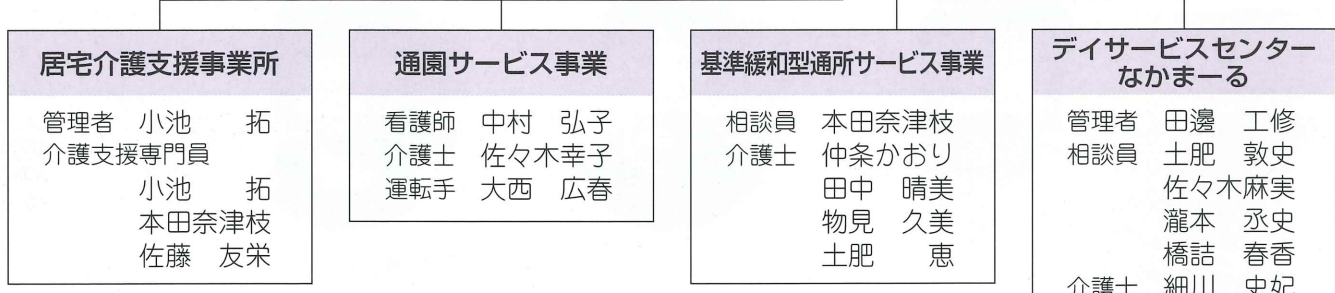 居宅介護支援事業所
管理者 小池 拓
介護支援専門員
小池 拓
本田奈津枝
佐藤 友栄
通園サービス事業
看護師 中村 弘子
介護士 佐々木幸子
運転手 大西 広春
基準緩和型通所サービス事業
相談員 本田奈津枝
介護士 仲条かおり
田中 晴美
物見 久美
土肥 恵
デイサービスセンター
なかまーる
管理者 田邊 工修
相談員 土肥 敦史
佐々木麻実
瀧本 丞史
橋詰 春香
介護士 細川 史妃